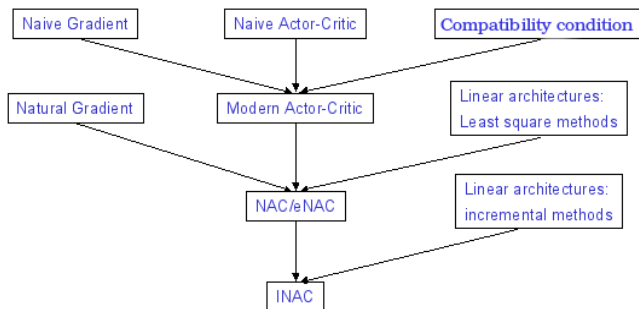 Naive Gradient
Naive Actor-Critic
Compatibility condition
Natural Gradient
Modern Actor-Critic
Linear architectures:
Least square methods
NAC/eNAC
Linear architectures:
incremental methods
INAC